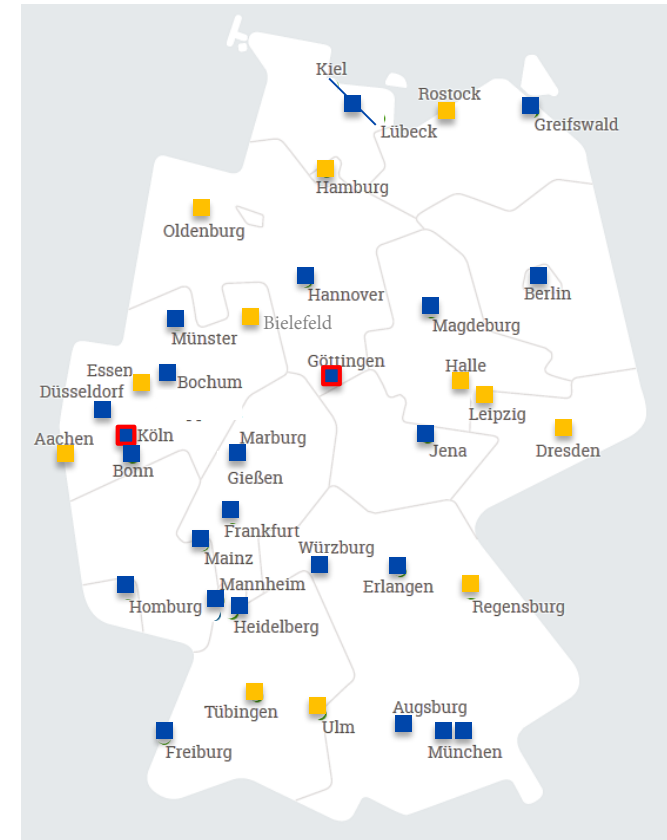 Kiel
Rostock
Lübeck
Greifswald
Hamburg
Oldenburg
Hannover
Berlin
Magdeburg
Bielefeld
Münster
Göttingen
Essen
Halle
Bochum
Düsseldorf
Leipzig
Köln
Marburg
Aachen
Jena
Dresden
Bonn
Gießen
Frankfurt
Würzburg
Mainz
Mannheim
Erlangen
Homburg
Regensburg
Heidelberg
Augsburg
Tübingen
Ulm
Freiburg
München